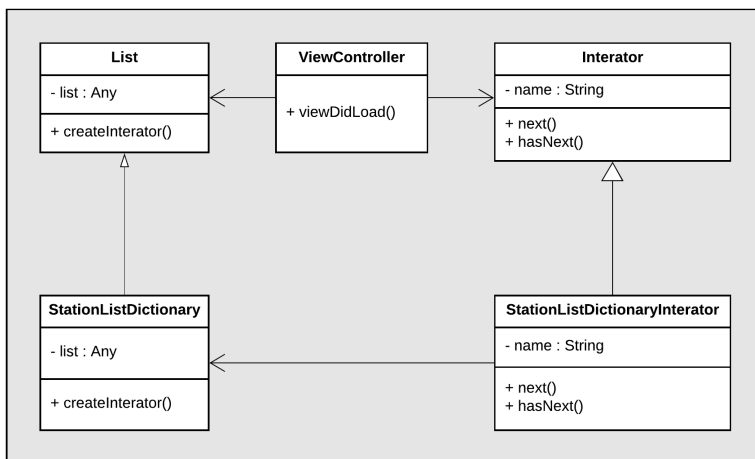 List
- list : Any
+ createInterator()
ViewController
+ viewDidLoad()
Interator
- name : String
+ next()
+ hasNext()
StationListDictionary
- list : Any
+ createInterator()
StationListDictionaryInterator
- name : String
+ next()
+ hasNext()